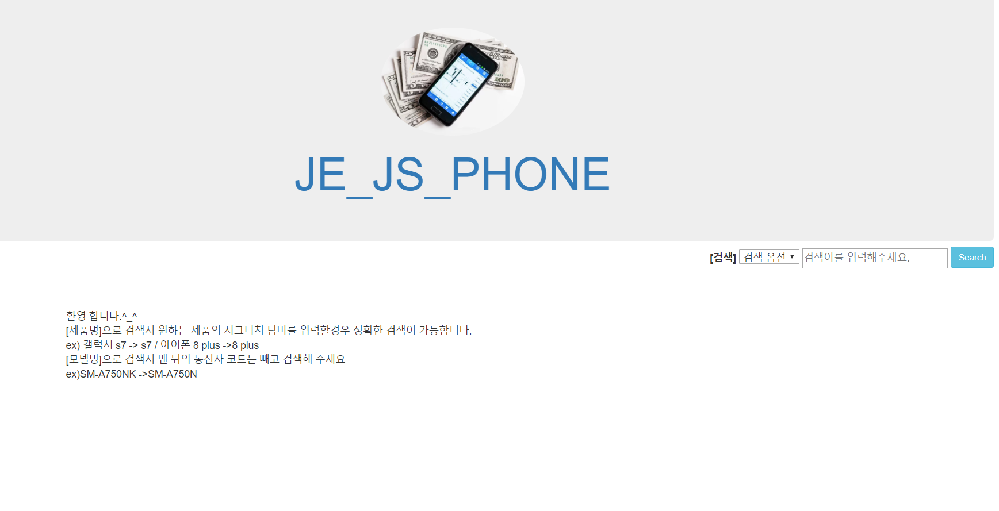 JE_JS_PHONE
[검색] 검색 옵션 검색어를 입력해주세요. Search
환영 합니다.^_^
[제품명]으로 검색시 원하는 제품의 시그니처 넘버를 입력할경우 정확한 검색이 가능합니다.
ex) 갤럭시 s7 -> s7 / 아이폰 8 plus ->8 plus
[모델명]으로 검색시 맨 뒤의 통신사 코드는 빼고 검색해 주세요
ex)SM-A750NK ->SM-A750N